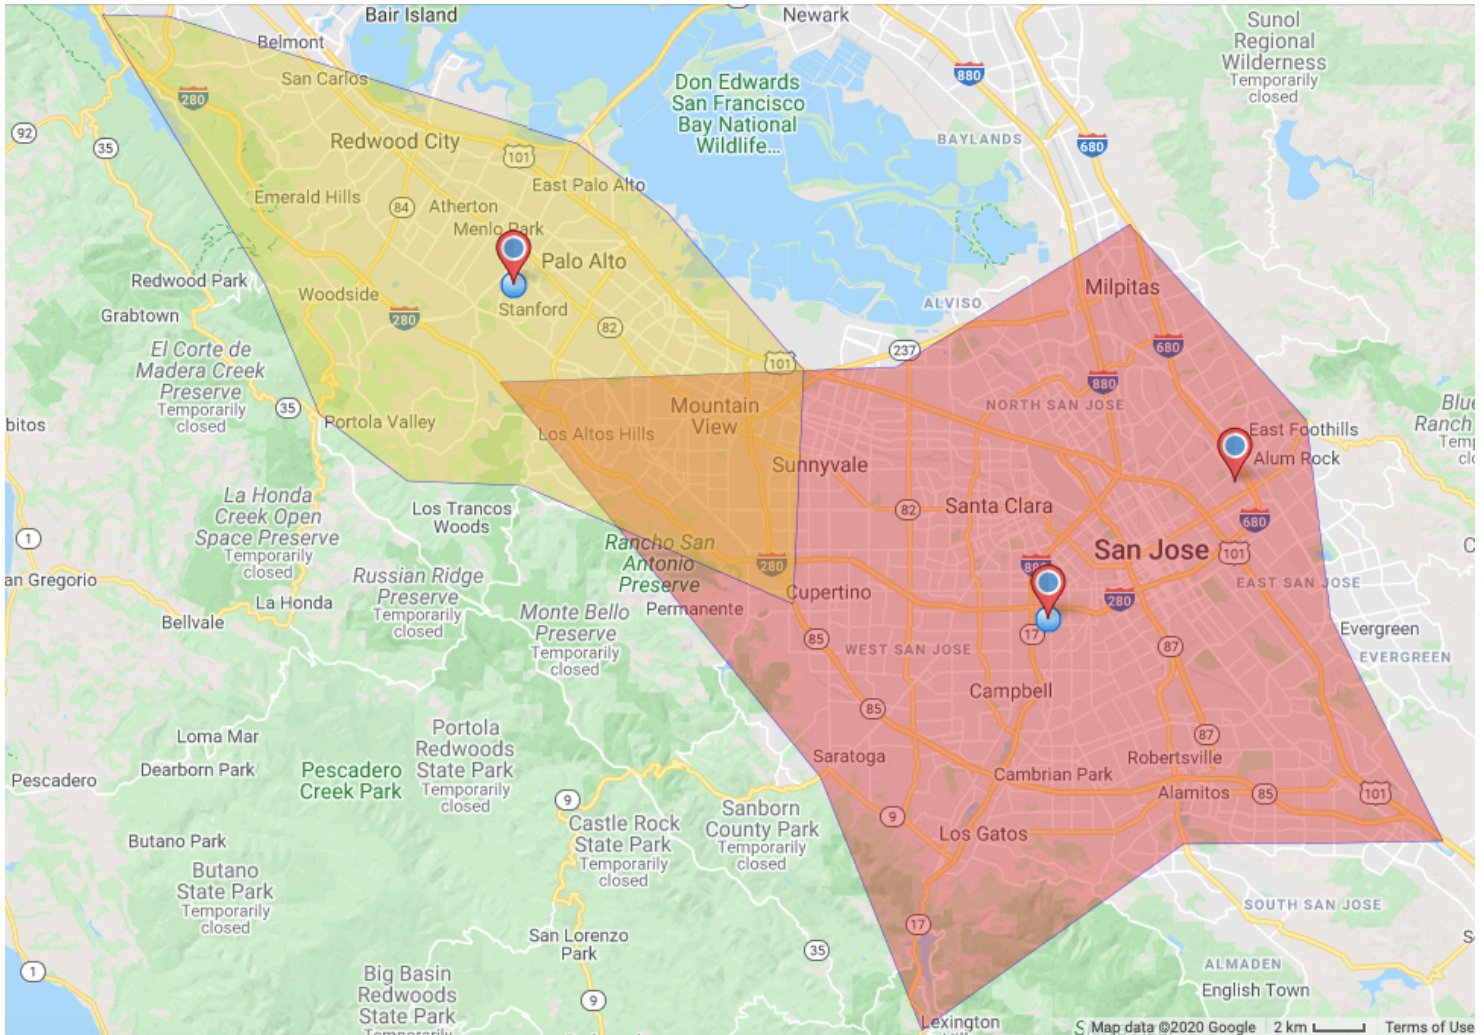 Bair Island
Newark
Sunol
Regional
Wilderness
Temporarily
closed
Belmont
San Carlos
280
880
Don Edwards
San Francisco
Bay National
Wildlife...
92
35
Redwood City
101
BAYLANDS
680
East Palo Alto
Emerald Hills
84
Atherton
Menlo Park
Palo Alto
Redwood Park
Woodside
Stanford
Milpitas
Grabtown
280
82
ALVISO
El Corte de
Madera Creek
Preserve
Temporarily
closed
101
237
680
880
35
Portola Valley
Mountain
View
NORTH SAN JOSE
Blue
Ranch
Temp
clo
bitos
Los Altos Hills
East Foothills
Alum Rock
Sunnyvale
La Honda
Creek Open
Space Preserve
Temporarily
closed
Los Trancos
Woods
82
Santa Clara
680
1
Rancho San
Antonio
Preserve
280
San Jose
101
C
an Gregorio
Russian Ridge
Preserve
Temporarily
closed
880
EAST SAN JOSE
La Honda
Monte Bello
Preserve
Temporarily
closed
Permanente
Cupertino
280
Bellvale
85
17
WEST SAN JOSE
87
Evergreen
EVERGREEN
Campbell
85
Loma Mar
Portola
Redwoods
State Park
Temporarily
closed
87
Saratoga
Robertsville
Pescadero
Dearborn Park
Pescadero
Creek Park
Cambrian Park
Alamitos
85
101
9
Sanborn
County Park
Temporarily
closed
9
Castle Rock
State Park
Temporarily
closed
Los Gatos
Butano Park
Butano
State Park
Temporarily
closed
SOUTH SAN JOSE
17
San Lorenzo
Park
35
S
1
Big Basin
Redwoods
State Park
Temporarily
9
ALMADEN
English Town
Lexington
Map data ©2020 Google
2 km
Terms of Use